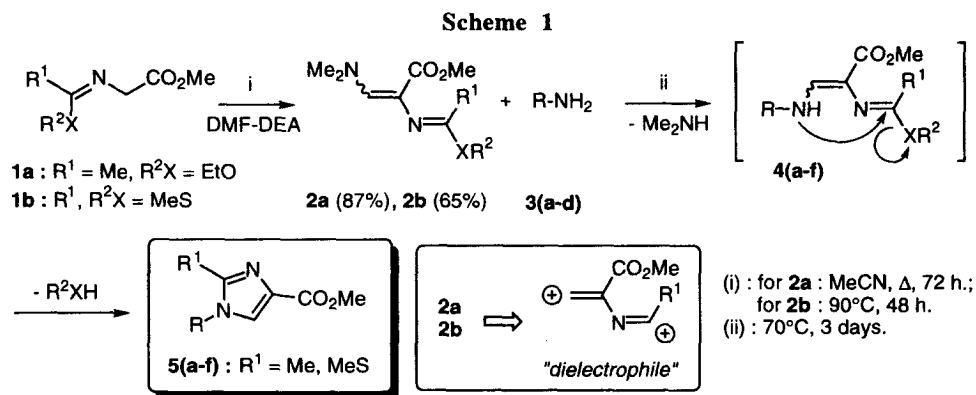 Scheme 1
R¹ N CO₂Me R²X
i
DMF-DEA
Me₂N CO₂Me R¹ N XR²
+ R-NH₂
ii
- Me₂NH
CO₂Me R¹ R-NH N XR²
4(a-f)
1a : R¹ = Me, R²X = EtO
1b : R¹, R²X = MeS
2a (87%), 2b (65%)
3(a-d)
- R²XH
R¹ N CO₂Me N R
5(a-f) : R¹ = Me, MeS
2a
2b
⊕ CO₂Me R¹ N ⊕
"dielectrophile"
(i) : for 2a : MeCN, Δ, 72 h.;
for 2b : 90°C, 48 h.
(ii) : 70°C, 3 days.